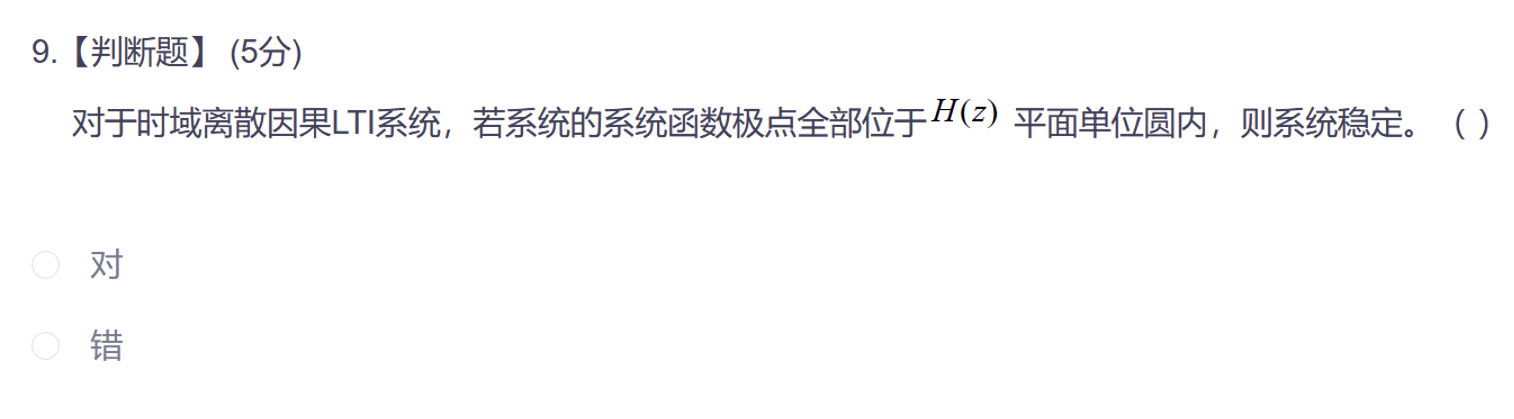 9.【判断题】 (5分)
对于时域离散因果LTI系统，若系统的系统函数极点全部位于H(z) 平面单位圆内，则系统稳定。（ ）
对
错